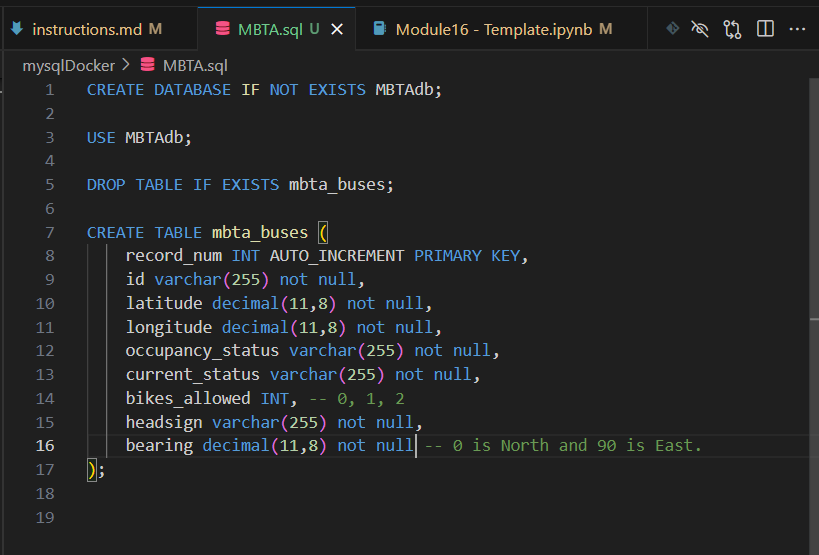 instructions.md M MBTA.sql U Module16 - Template.ipynb M
mysqlDocker > MBTA.sql
1 CREATE DATABASE IF NOT EXISTS MBTAdb;
2
3 USE MBTAdb;
4
5 DROP TABLE IF EXISTS mbta_buses;
6
7 CREATE TABLE mbta_buses (
8 record_num INT AUTO_INCREMENT PRIMARY KEY,
9 id varchar(255) not null,
10 latitude decimal(11,8) not null,
11 longitude decimal(11,8) not null,
12 occupancy_status varchar(255) not null,
13 current_status varchar(255) not null,
14 bikes_allowed INT, -- 0, 1, 2
15 headsign varchar(255) not null,
16 bearing decimal(11,8) not null -- 0 is North and 90 is East.
17 );
18
19